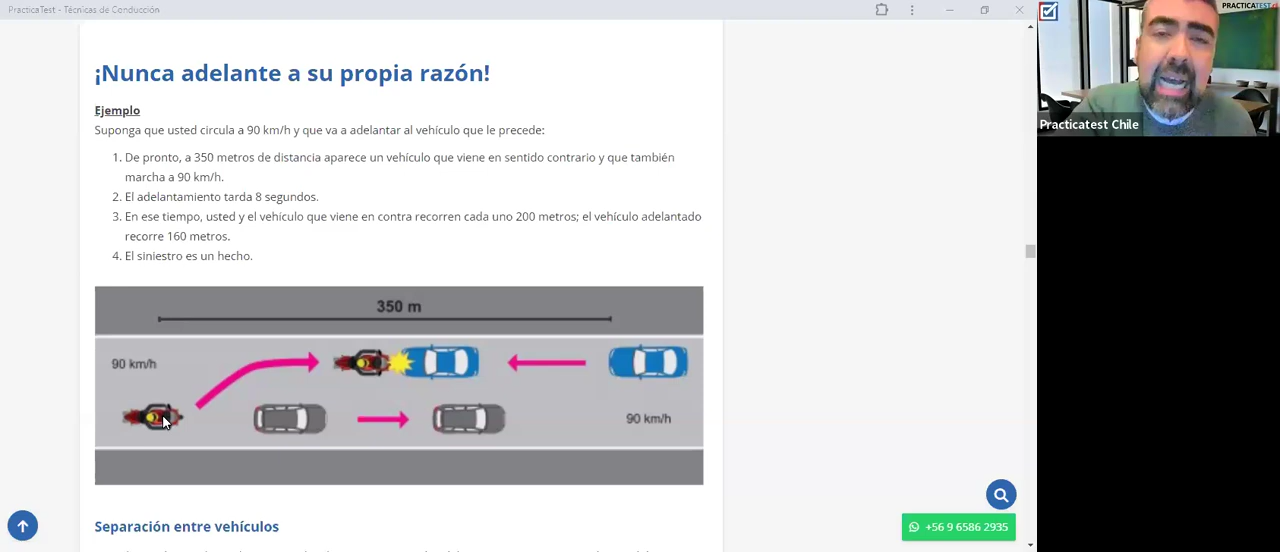 PracticaTest - Técnicas de Conducción
PRACTICATEST
¡Nunca adelante a su propia razón!
Ejemplo
Suponga que usted circula a 90 km/h y que va a adelantar al vehículo que le precede:
1. De pronto, a 350 metros de distancia aparece un vehículo que viene en sentido contrario y que también
marcha a 90 km/h.
2. El adelantamiento tarda 8 segundos.
3. En ese tiempo, usted y el vehículo que viene en contra recorren cada uno 200 metros; el vehículo adelantado
recorre 160 metros.
4. El siniestro es un hecho.
Practicatest Chile
350 m
90 km/h
90 km/h
Separación entre vehículos
+56 9 6586 2935